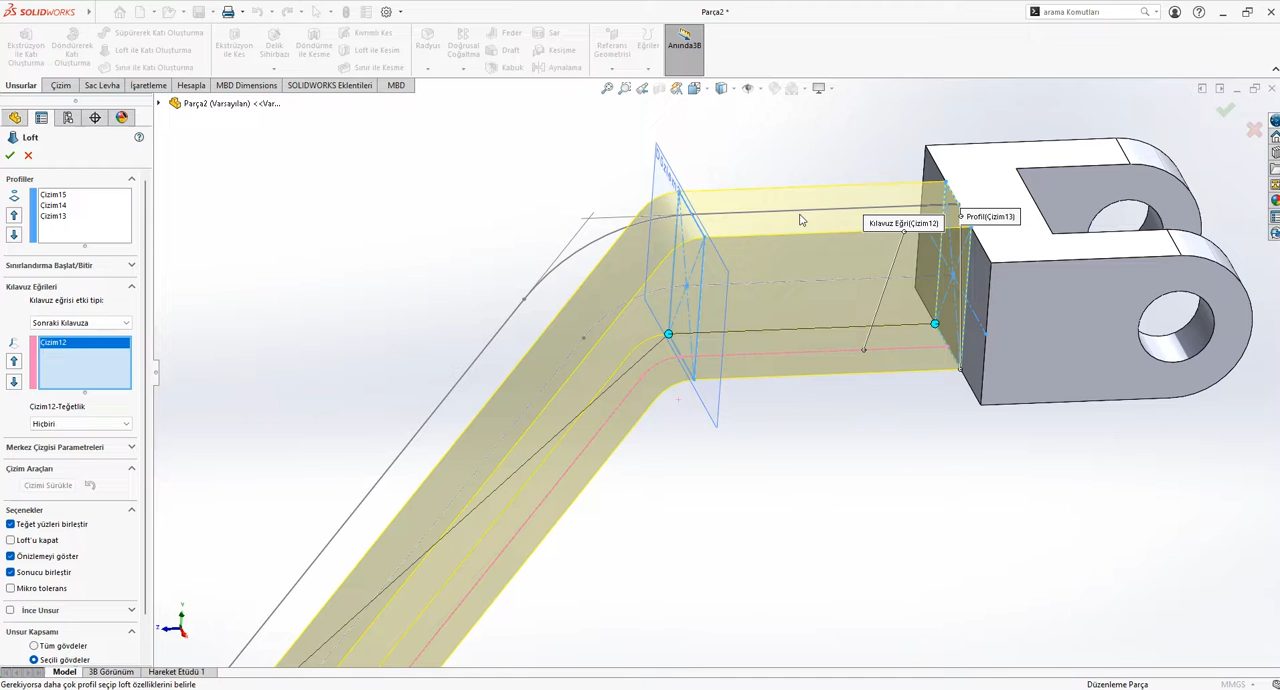 SOLIDWORKS
Parça2 *
arama Komutları
Ekstrüzyon
ile Katı
Oluşturma
Döndürerek
Katı
Oluşturma
Süpürerek Katı Oluşturma
Loft ile Katı Oluşturma
Sınır ile Katı Oluşturma
Ekstrüzyon
ile Kes
Delik
Sihirbazı
Döndürme
ile Kesme
Kıvrımlı Kes
Loft ile Kesim
Sınır ile Kesme
Radyus
Doğrusal
Çoğaltma
Feder
Draft
Kabuk
Sar
Kesişme
Aynalama
Referans
Geometrisi
Eğriler
Anında3B
Unsurlar
Çizim
Sac Levha
İşaretleme
Hesapla
MBD Dimensions
SOLIDWORKS Eklentileri
MBD
Parça2 (Varsayılan) <<Var...
Loft
Profiller
Çizim15
Çizim14
Çizim13
Sınırlandırma Başlat/Bitir
Kılavuz Eğrileri
Kılavuz eğrisi etki tipi:
Sonraki Kılavuza
Çizim12
Çizim12-Teğetlik
Hiçbiri
Merkez Çizgisi Parametreleri
Çizim Araçları
Çizimi Sürükle
Seçenekler
Teğet yüzleri birleştir
Loft'u kapat
Önizlemeyi göster
Sonucu birleştir
Mikro tolerans
İnce Unsur
Unsur Kapsamı
Tüm gövdeler
Seçili gövdeler
Kılavuz Eğri(Çizim12)
Profil(Çizim13)
Y
Z
Model
3B Görünüm
Hareket Etüdü 1
Gerekiyorsa daha çok profil seçip loft özelliklerini belirle
Düzenleme Parça
MMGS